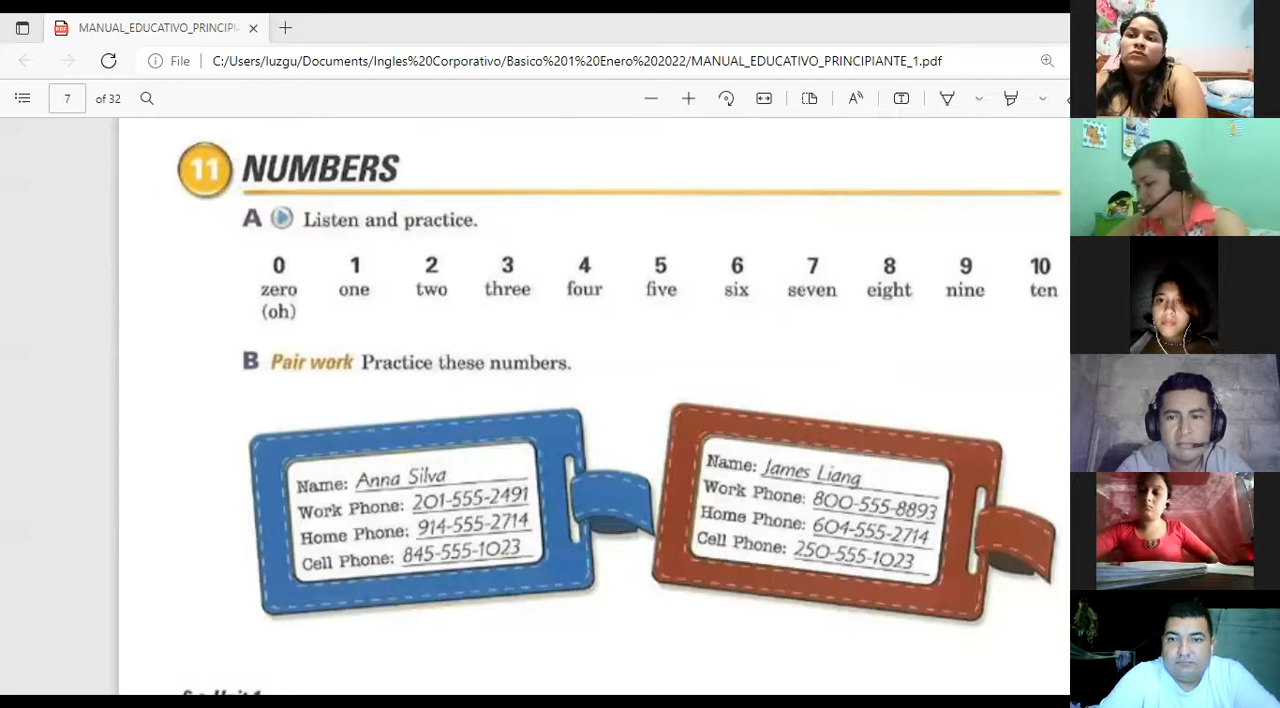 MANUAL_EDUCATIVO_PRINCIPI
File C:/Users/luzgu/Documents/Ingles%20Corporativo/Basico%201%20Enero%202022/MANUAL_EDUCATIVO_PRINCIPIANTE_1.pdf
7 of 32
11 NUMBERS
A Listen and practice.
0 1 2 3 4 5 6 7 8 9 10
zero one two three four five six seven eight nine ten
(oh)
B Pair work Practice these numbers.
Name: Anna Silva
Work Phone: 201-555-2491
Home Phone: 914-555-2714
Cell Phone: 845-555-1023
Name: James Liang
Work Phone: 800-555-8893
Home Phone: 604-555-2714
Cell Phone: 250-555-1023